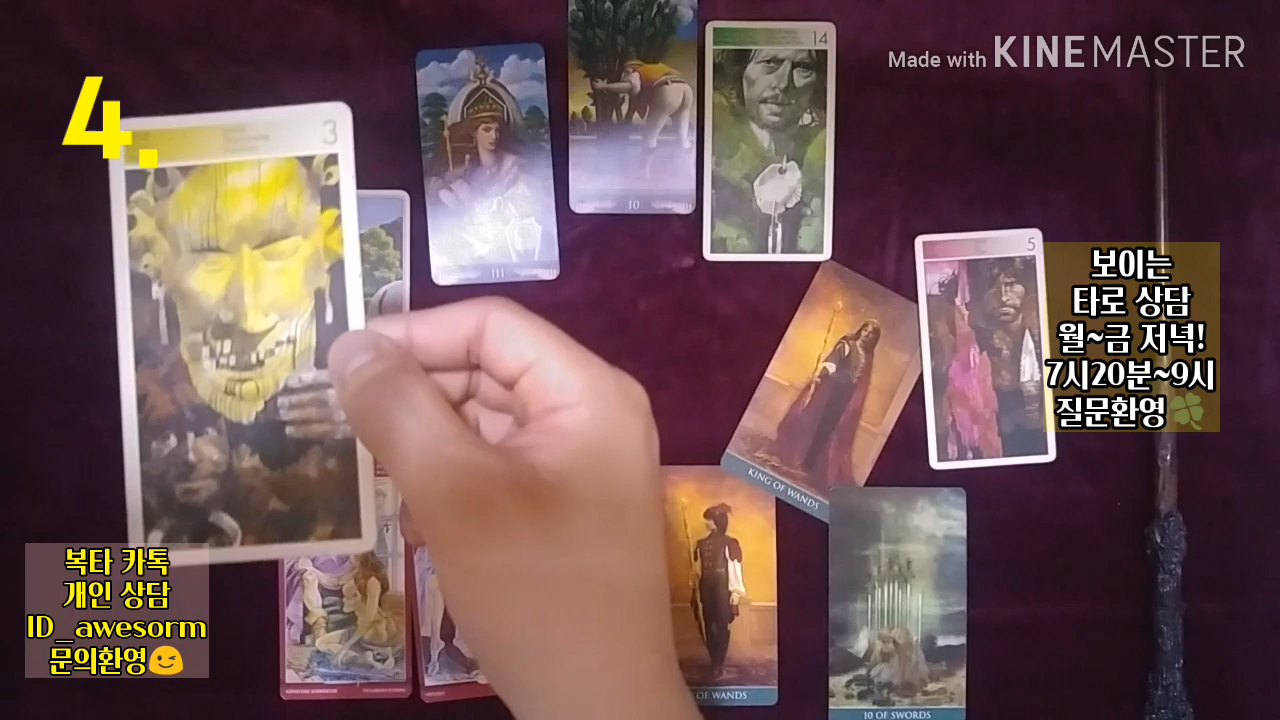 Made with KINEMASTER
4.
3
14
III
10
5
보이는
타로 상담
월~금 저녁!
7시20분~9시
질문환영🍀
KING OF WANDS
OF WANDS
10 OF SWORDS
복타 카톡
개인 상담
ID_awesorm
문의환영😉